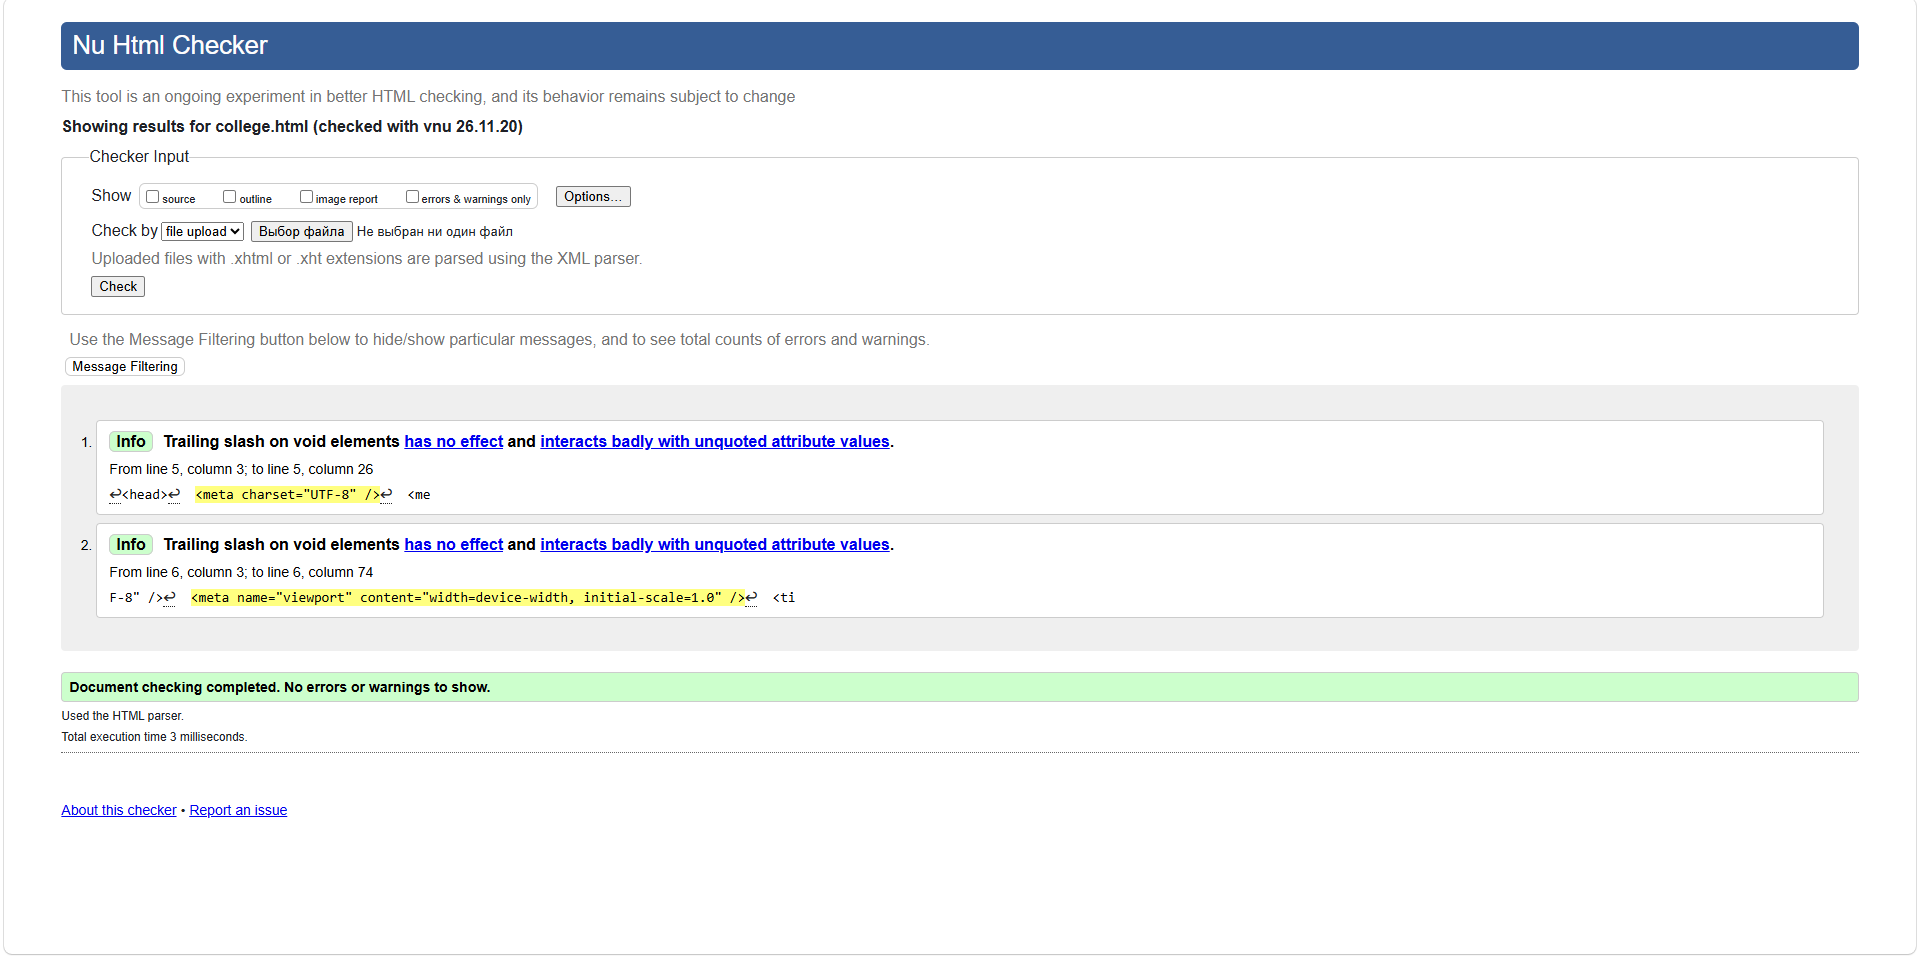 Nu Html Checker
This tool is an ongoing experiment in better HTML checking, and its behavior remains subject to change
Showing results for college.html (checked with vnu 26.11.20)
Checker Input
Show source outline image report errors & warnings only Options...
Check by file upload Выбор файла Не выбран ни один файл
Uploaded files with .xhtml or .xht extensions are parsed using the XML parser.
Check
Use the Message Filtering button below to hide/show particular messages, and to see total counts of errors and warnings.
Message Filtering
1. Info Trailing slash on void elements has no effect and interacts badly with unquoted attribute values.
From line 5, column 3; to line 5, column 26
↩<head>↩ <meta charset="UTF-8" />↩ <me
2. Info Trailing slash on void elements has no effect and interacts badly with unquoted attribute values.
From line 6, column 3; to line 6, column 74
F-8" />↩ <meta name="viewport" content="width=device-width, initial-scale=1.0" />↩ <ti
Document checking completed. No errors or warnings to show.
Used the HTML parser.
Total execution time 3 milliseconds.
About this checker • Report an issue